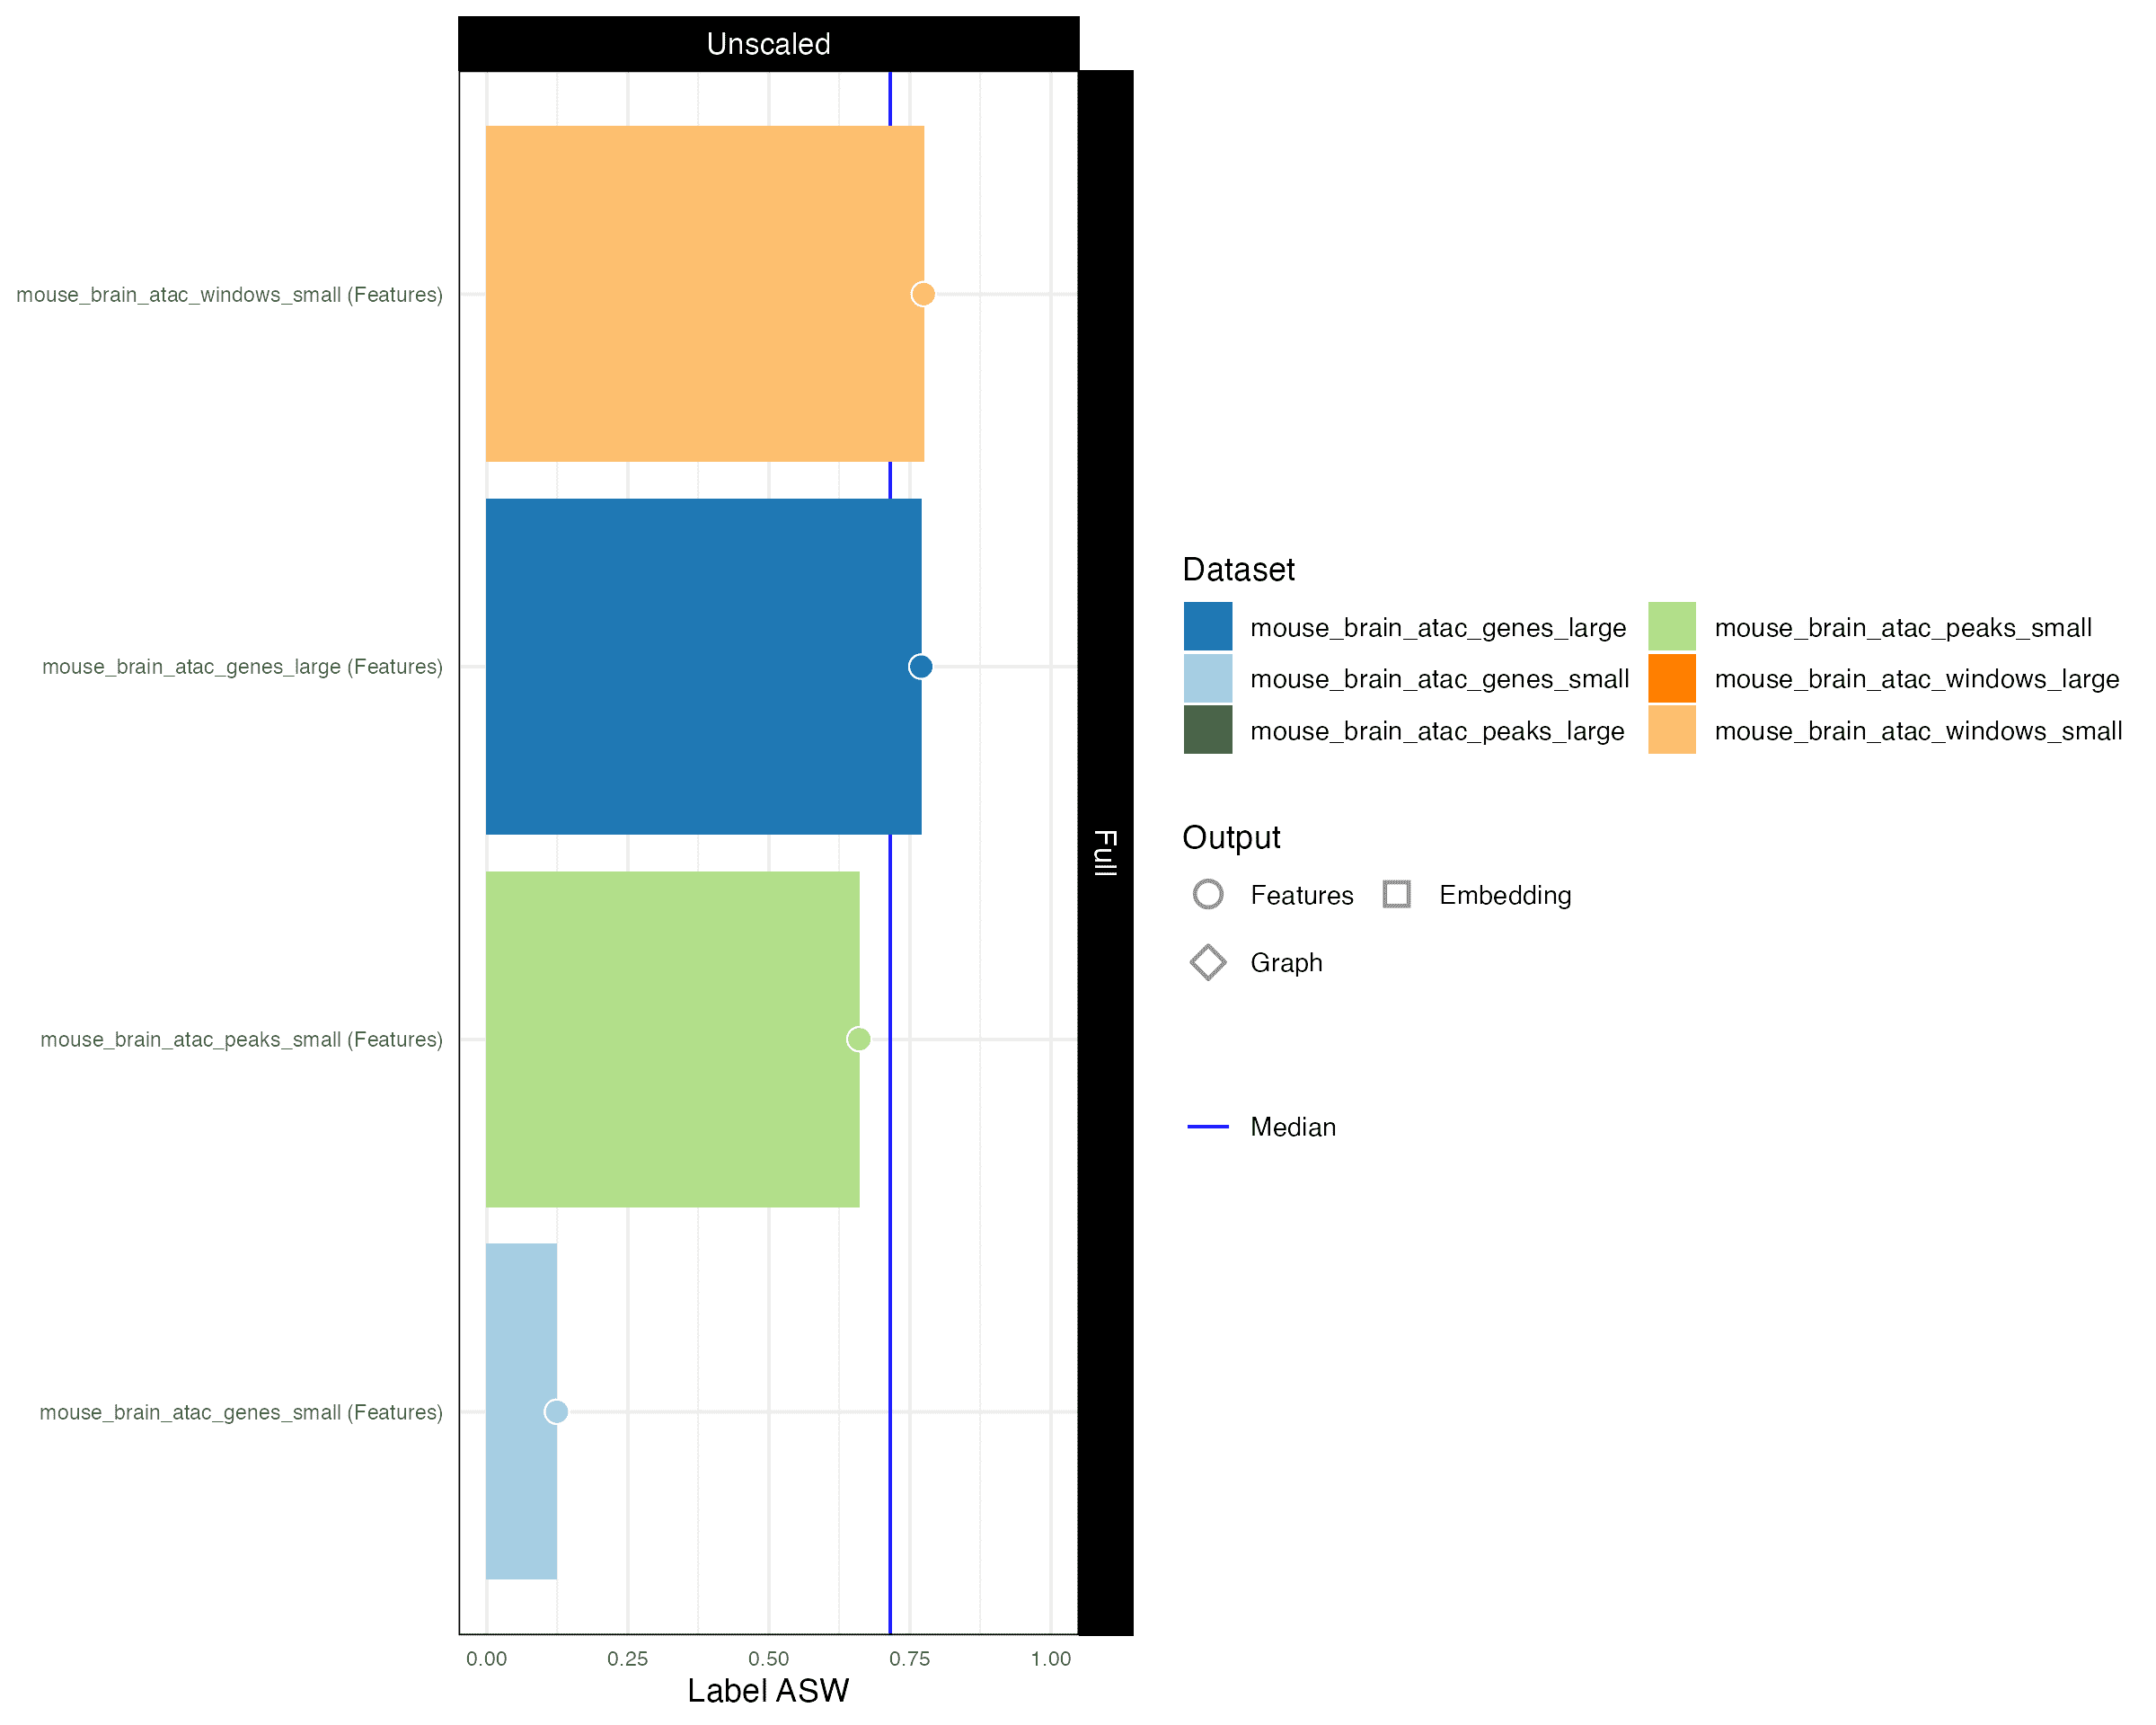 Unscaled
mouse_brain_atac_windows_small (Features)
mouse_brain_atac_genes_large (Features)
mouse_brain_atac_peaks_small (Features)
mouse_brain_atac_genes_small (Features)
0.00 0.25 0.50 0.75 1.00
Label ASW
Full
Dataset
mouse_brain_atac_genes_large mouse_brain_atac_peaks_small
mouse_brain_atac_genes_small mouse_brain_atac_windows_large
mouse_brain_atac_peaks_large mouse_brain_atac_windows_small
Output
Features Embedding
Graph
Median